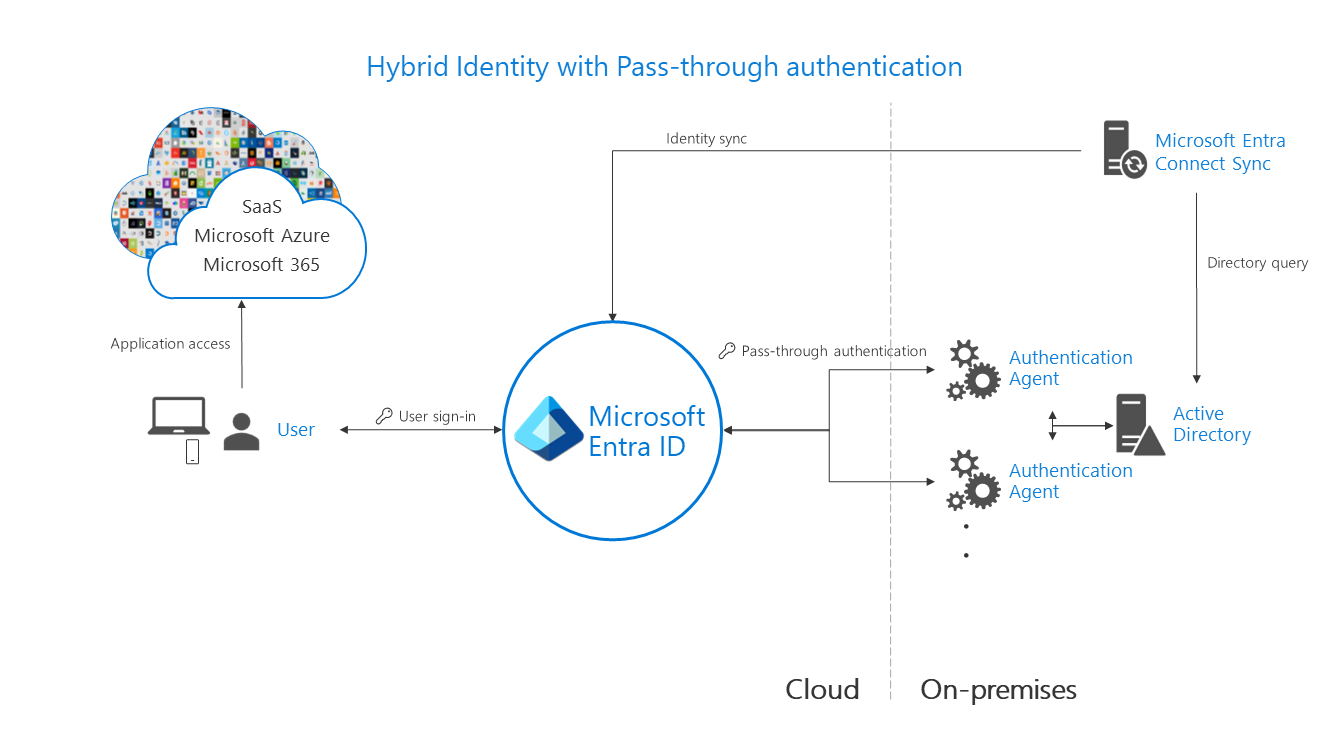 Hybrid Identity with Pass-through authentication
Identity sync
Microsoft Entra
Connect Sync
SaaS
Microsoft Azure
Microsoft 365
Directory query
Application access
Pass-through authentication
Authentication
Agent
User sign-in
User
Microsoft
Entra ID
Active
Directory
Authentication
Agent
Cloud
On-premises